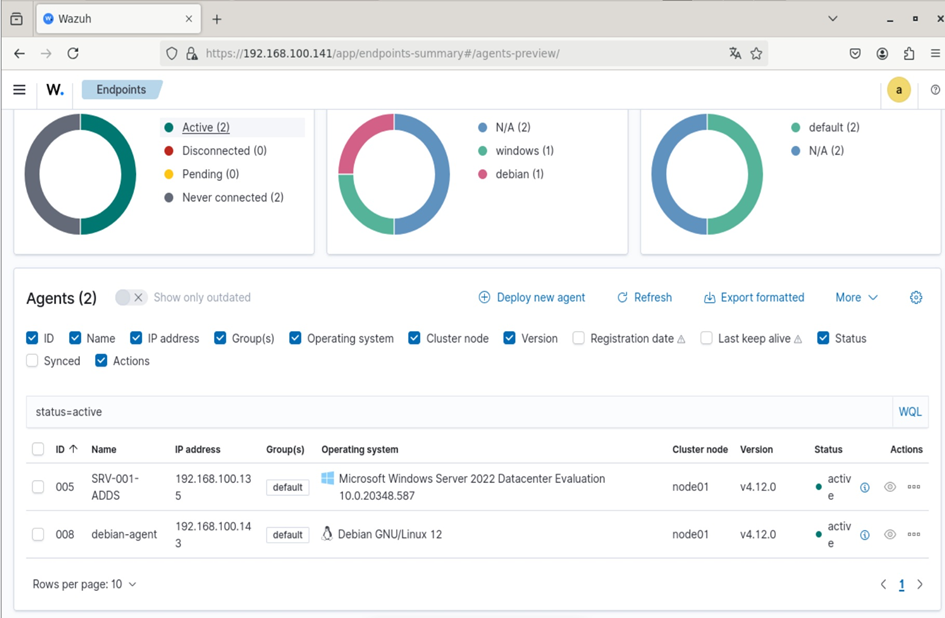 Wazuh
https://192.168.100.141/app/endpoints-summary#/agents-preview/
W. Endpoints a
Active (2)
Disconnected (0)
Pending (0)
Never connected (2)
N/A (2)
windows (1)
debian (1)
default (2)
N/A (2)
Agents (2) Show only outdated Deploy new agent Refresh Export formatted More
ID Name IP address Group(s) Operating system Cluster node Version Registration date Last keep alive Status
Synced Actions
status=active WQL
ID Name IP address Group(s) Operating system Cluster node Version Status Actions
005 SRV-001-ADDS 192.168.100.135 default Microsoft Windows Server 2022 Datacenter Evaluation 10.0.20348.587 node01 v4.12.0 active
008 debian-agent 192.168.100.143 default Debian GNU/Linux 12 node01 v4.12.0 active
Rows per page: 10 1